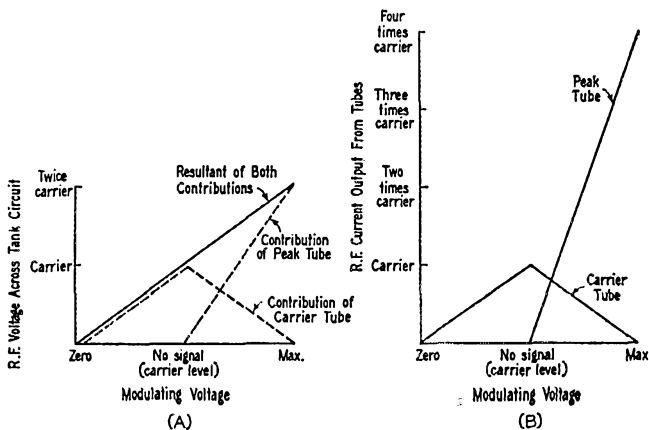 R.F. Voltage Across Tank Circuit
Twice
carrier
Carrier
Resultant of Both
Contributions
Contribution
of Peak Tube
Contribution of
Carrier Tube
Zero
No signal
(carrier level)
Max.
Modulating Voltage
(A)
R.F. Current Output From Tubes
Four
times
carrier
Three
times
carrier
Two
times
carrier
Carrier
Peak
Tube
Carrier
Tube
Zero
No signal
(carrier level)
Max
Modulating Voltage
(B)